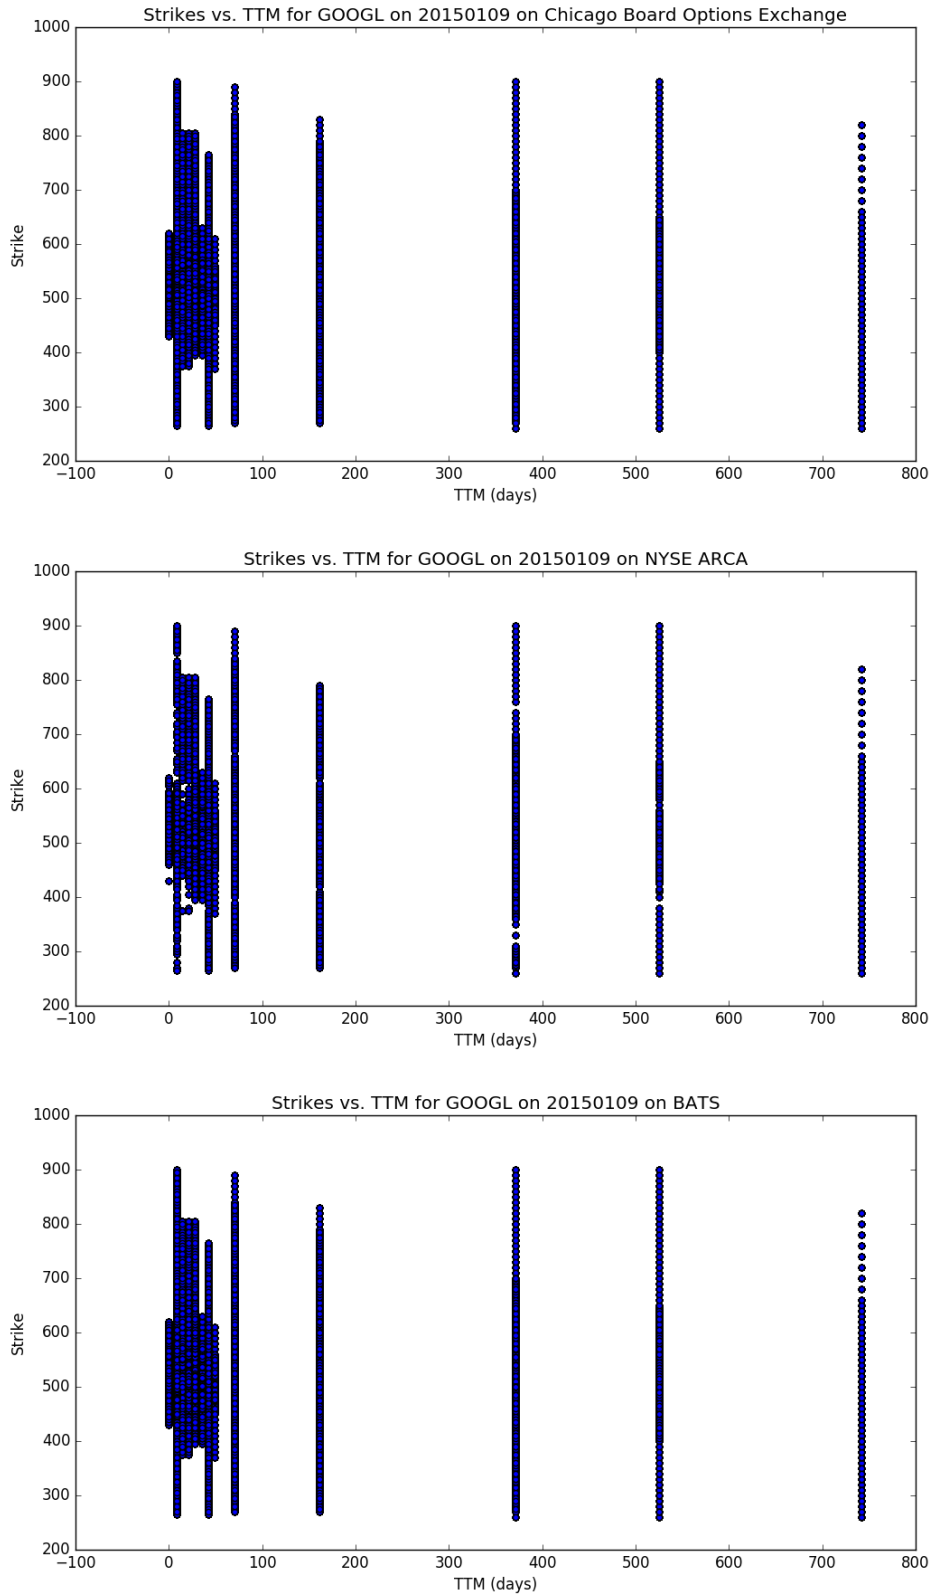 Strikes vs. TTM for GOOGL on 20150109 on Chicago Board Options Exchange
1000
900
800
700
600
500
400
300
200
Strike
−100 0 100 200 300 400 500 600 700 800
TTM (days)
Strikes vs. TTM for GOOGL on 20150109 on NYSE ARCA
1000
900
800
700
600
500
400
300
200
Strike
−100 0 100 200 300 400 500 600 700 800
TTM (days)
Strikes vs. TTM for GOOGL on 20150109 on BATS
1000
900
800
700
600
500
400
300
200
Strike
−100 0 100 200 300 400 500 600 700 800
TTM (days)